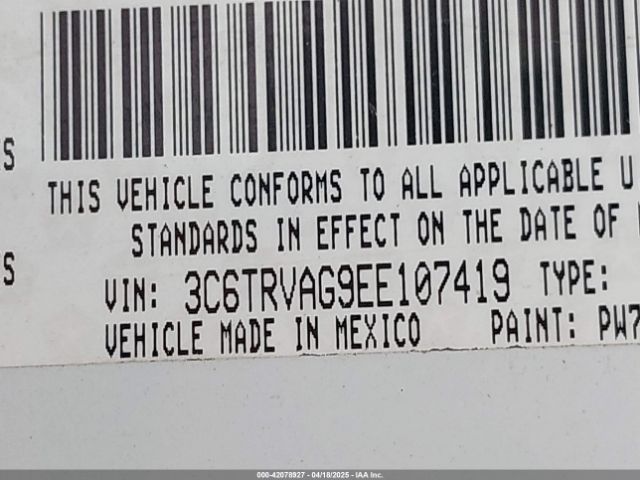 THIS VEHICLE CONFORMS TO ALL APPLICABLE U
STANDARDS IN EFFECT ON THE DATE OF
VIN: 3C6TRVAG9EE107419 TYPE:
VEHICLE MADE IN MEXICO PAINT: PW7
000-42078927 - 04/18/2025 - IAA Inc.